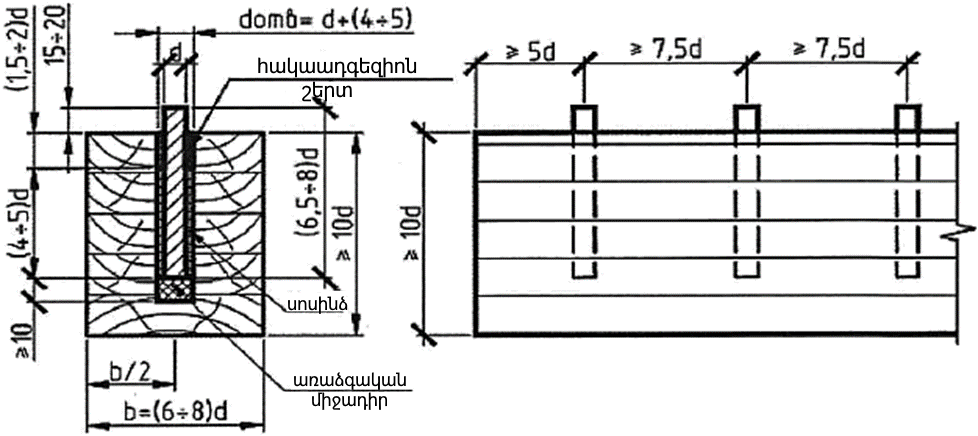 dотв= d+(4÷5)
d
(1,5÷2)d
15÷20
հակաադգեզիոն
շերտ
(4÷5)d
(6,5÷8)d
≥ 10d
≥10
սոսինձ
b/2
առաձգական
միջադիր
b=(6÷8)d
≥ 5d
≥ 7,5d
≥ 7,5d
≥ 10d